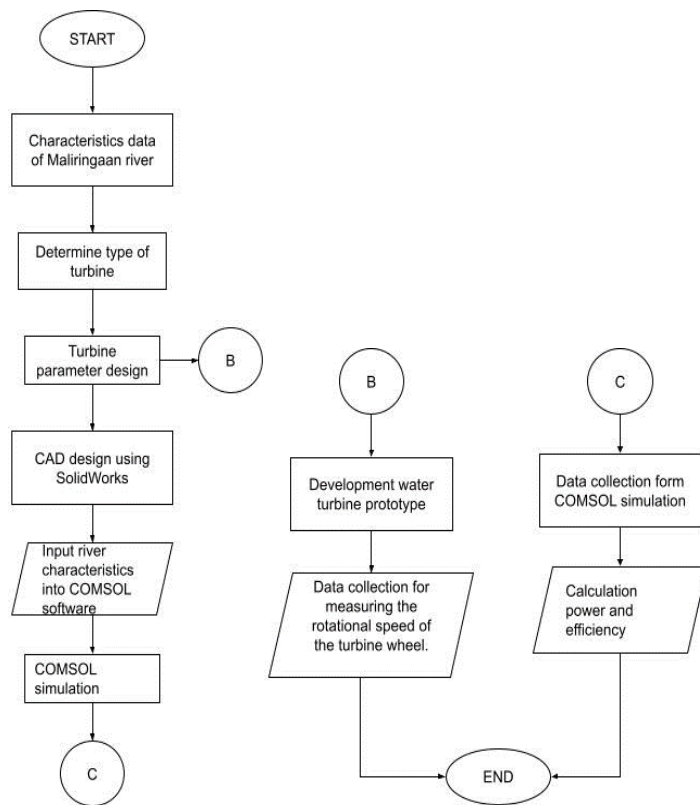 START
Characteristics data
of Maliringaan river
Determine type of
turbine
Turbine
parameter design
B
CAD design using
SolidWorks
Input river
characteristics
into COMSOL
software
COMSOL
simulation
C
B
Development water
turbine prototype
Data collection for
measuring the
rotational speed of
the turbine wheel.
C
Data collection form
COMSOL simulation
Calculation
power and
efficiency
END